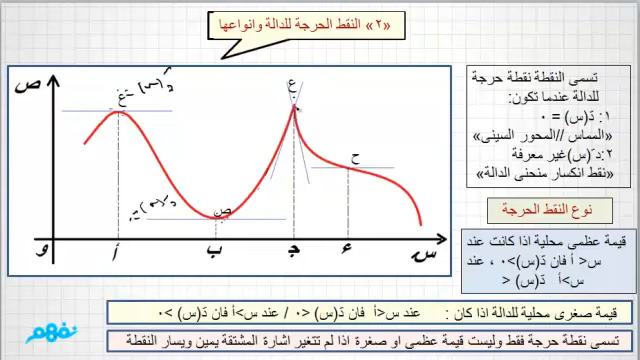 «٢» النقط الحرجة للدالة وانواعها
تسمى النقطة نقطة حرجة
للدالة عندما تكون:
١: دَ(س) = ٠
«المماس //المحور السينى»
٢:دَ(س)غير معرفة
«نقط انكسار منحنى الدالة»
نوع النقط الحرجة
قيمة عظمى محلية اذا كانت عند
س< أ فان دَ(س)>٠ ، عند
س>أ دَ(س) <
قيمة صغرى محلية للدالة اذا كان : عند س<أ فان دَ(س) <٠ / عند س>أ فان دَ(س) >٠
تسمى نقطة حرجة فقط وليست قيمة عظمى او صغرة اذا لم تتغير اشارة المشتقة يمين ويسار النقطة
ص
ع
غ
ص
ح
و
أ
ب
جـ
ء
س
نفهم